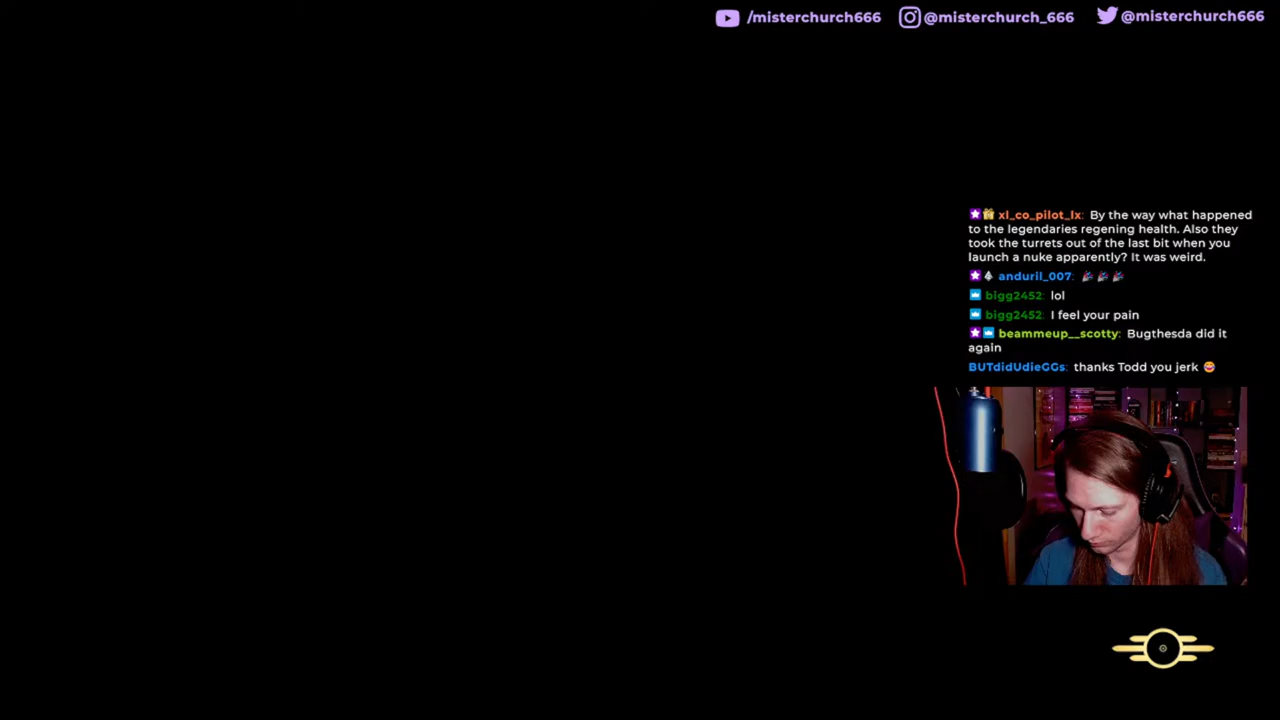 /misterchurch666 @misterchurch_666 @misterchurch666
xl_co_pilot_lx: By the way what happened
to the legendaries regening health. Also they
took the turrets out of the last bit when you
launch a nuke apparently? It was weird.
anduril_007: 🎉🎉🎉
bigg2452: lol
bigg2452: I feel your pain
beammeup__scotty: Bugthesda did it
again
BUTdidUdieGGs: thanks Todd you jerk 😂